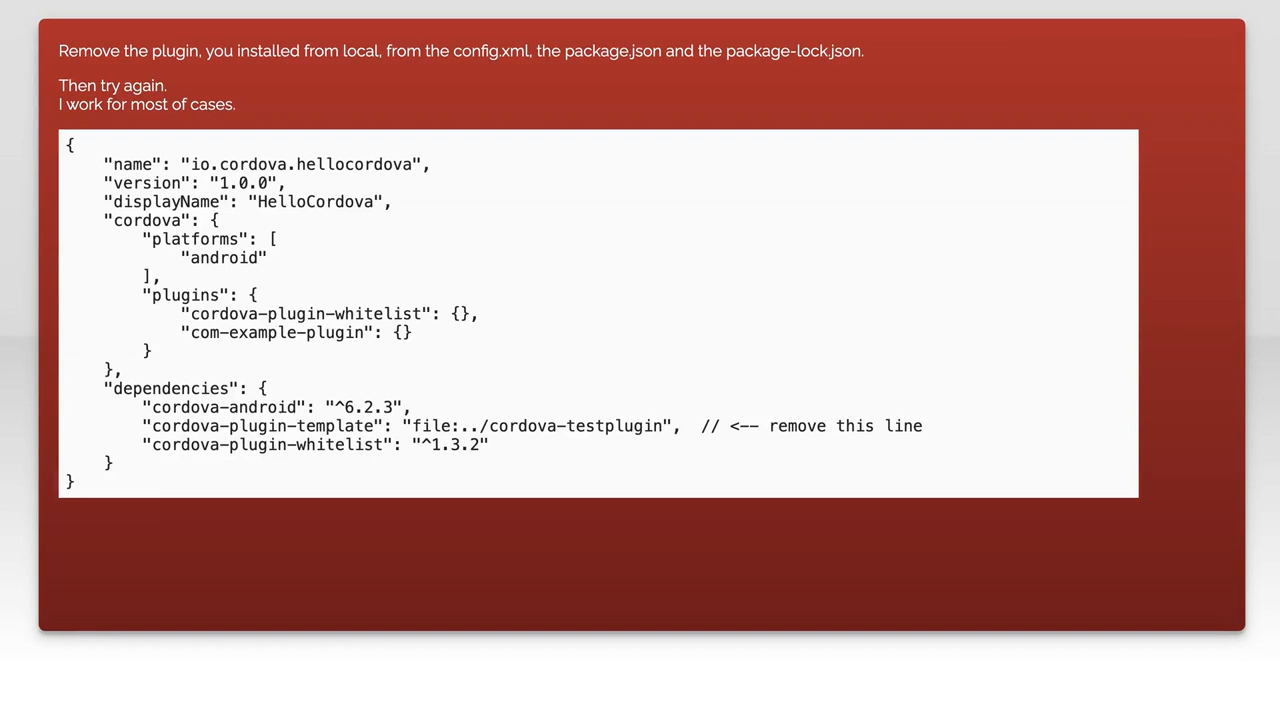 Remove the plugin, you installed from local, from the config.xml, the package.json and the package-lock.json.
Then try again.
I work for most of cases.
{
    "name": "io.cordova.hellocordova",
    "version": "1.0.0",
    "displayName": "HelloCordova",
    "cordova": {
        "platforms": [
            "android"
        ],
        "plugins": {
            "cordova-plugin-whitelist": {},
            "com-example-plugin": {}
        }
    },
    "dependencies": {
        "cordova-android": "^6.2.3",
        "cordova-plugin-template": "file:../cordova-testplugin",  // <-- remove this line
        "cordova-plugin-whitelist": "^1.3.2"
    }
}